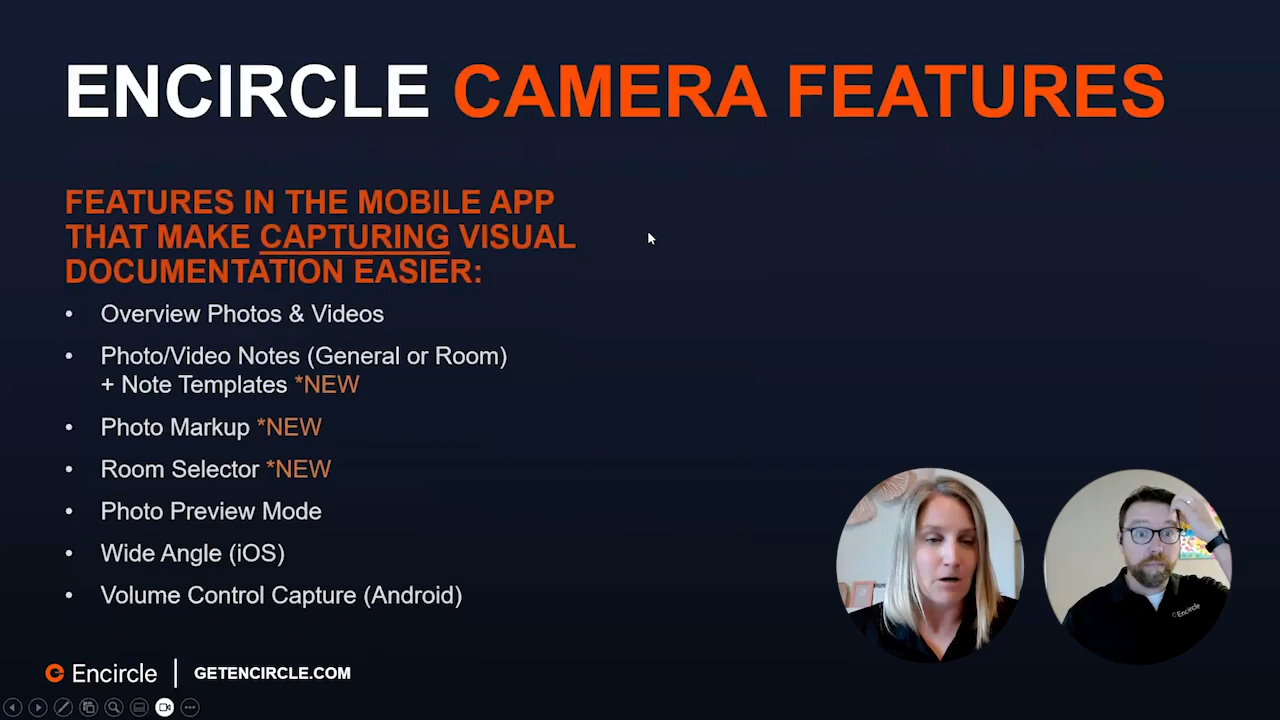 ENCIRCLE CAMERA FEATURES
FEATURES IN THE MOBILE APP
THAT MAKE CAPTURING VISUAL
DOCUMENTATION EASIER:
• Overview Photos & Videos
• Photo/Video Notes (General or Room)
+ Note Templates *NEW
• Photo Markup *NEW
• Room Selector *NEW
• Photo Preview Mode
• Wide Angle (iOS)
• Volume Control Capture (Android)
Encircle
Encircle | GETENCIRCLE.COM